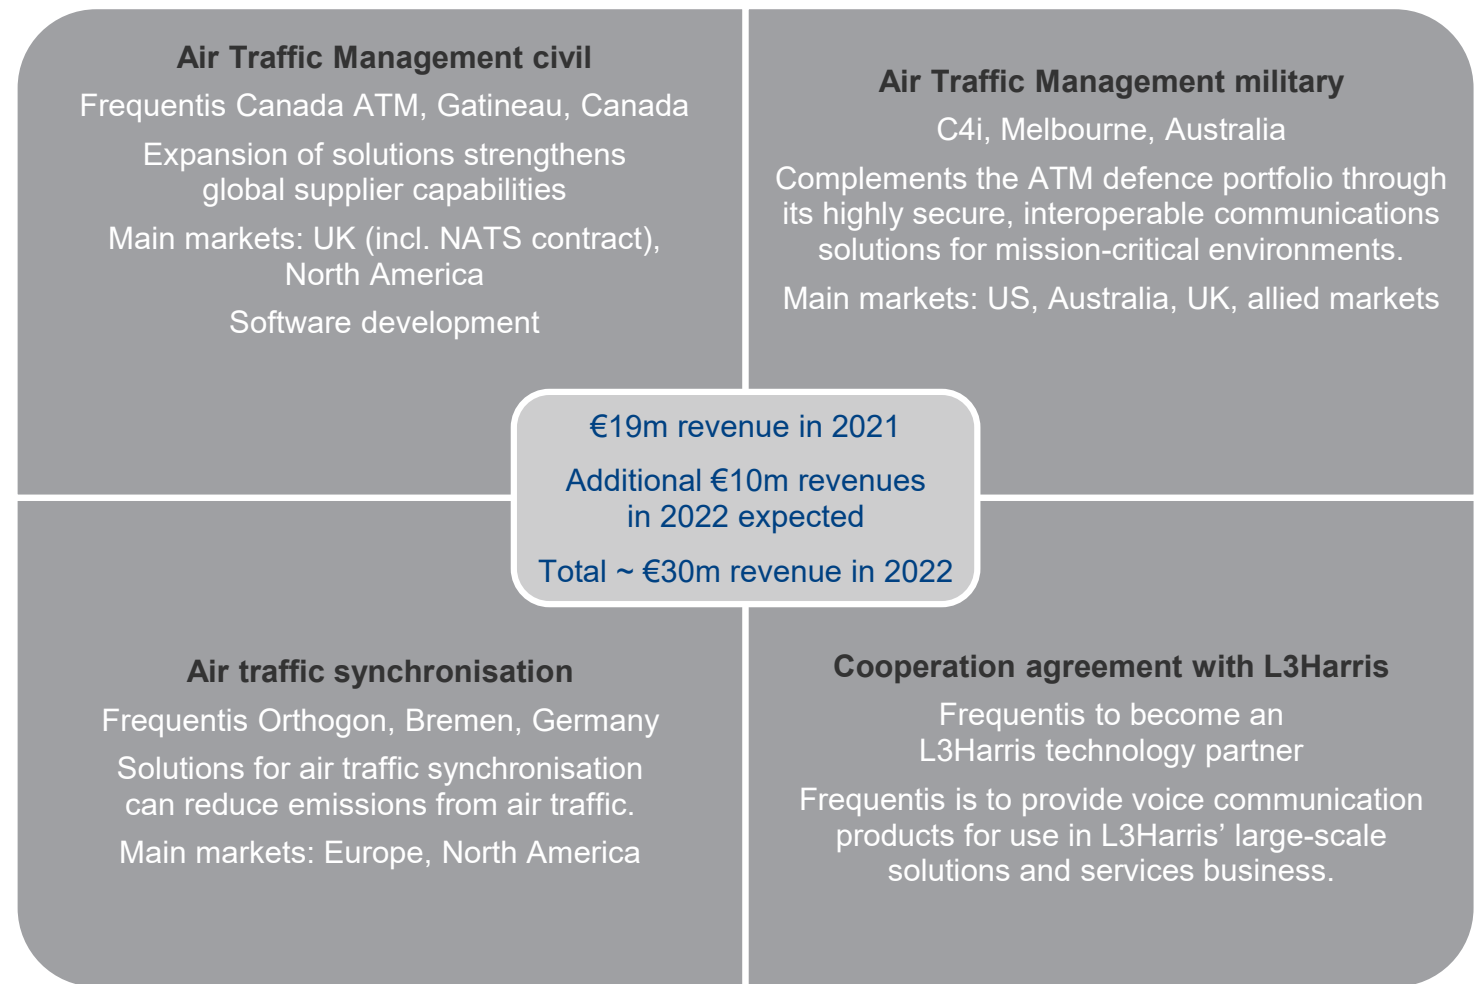 Air Traffic Management civil
Frequentis Canada ATM, Gatineau, Canada
Expansion of solutions strengthens
global supplier capabilities
Main markets: UK (incl. NATS contract),
North America
Software development
Air Traffic Management military
C4i, Melbourne, Australia
Complements the ATM defence portfolio through
its highly secure, interoperable communications
solutions for mission-critical environments.
Main markets: US, Australia, UK, allied markets
€19m revenue in 2021
Additional €10m revenues
in 2022 expected
Total ~ €30m revenue in 2022
Air traffic synchronisation
Frequentis Orthogon, Bremen, Germany
Solutions for air traffic synchronisation
can reduce emissions from air traffic.
Main markets: Europe, North America
Cooperation agreement with L3Harris
Frequentis to become an
L3Harris technology partner
Frequentis is to provide voice communication
products for use in L3Harris’ large-scale
solutions and services business.